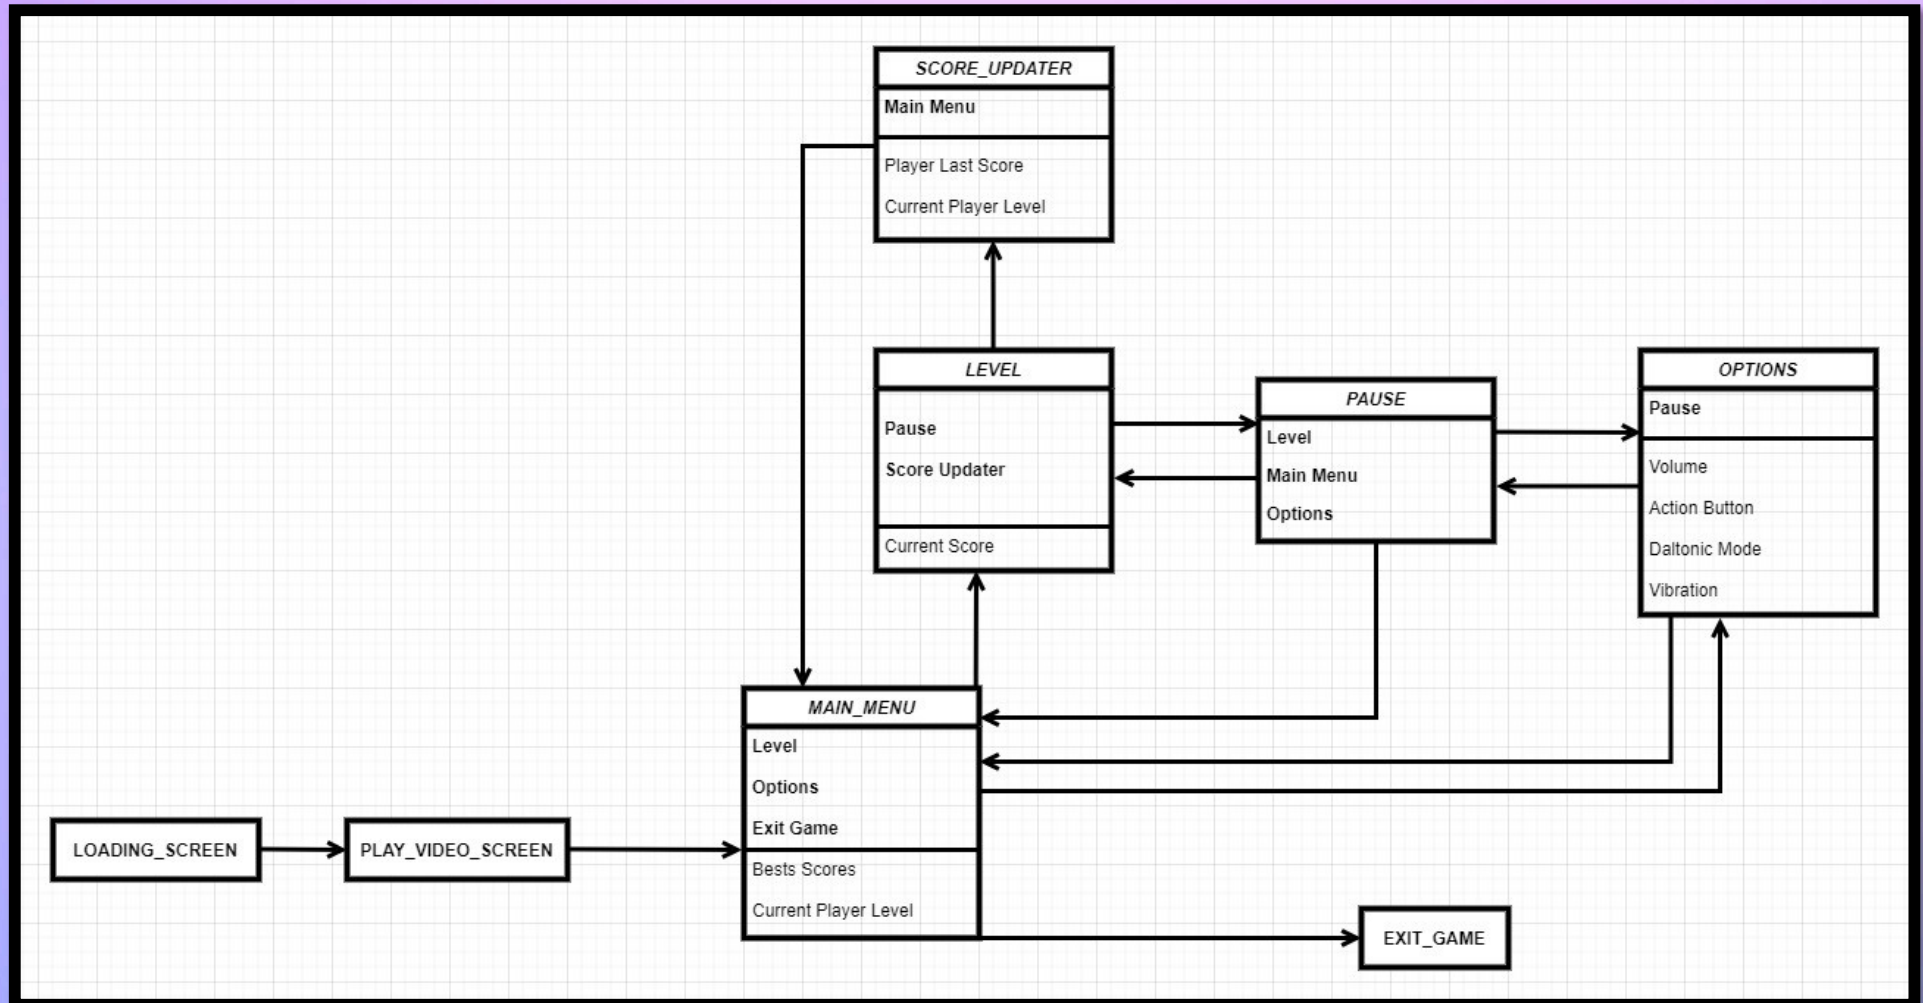 SCORE_UPDATER
Main Menu
Player Last Score
Current Player Level
LEVEL
Pause
Score Updater
Current Score
PAUSE
Level
Main Menu
Options
OPTIONS
Pause
Volume
Action Button
Daltonic Mode
Vibration
MAIN_MENU
Level
Options
Exit Game
Bests Scores
Current Player Level
LOADING_SCREEN
PLAY_VIDEO_SCREEN
EXIT_GAME